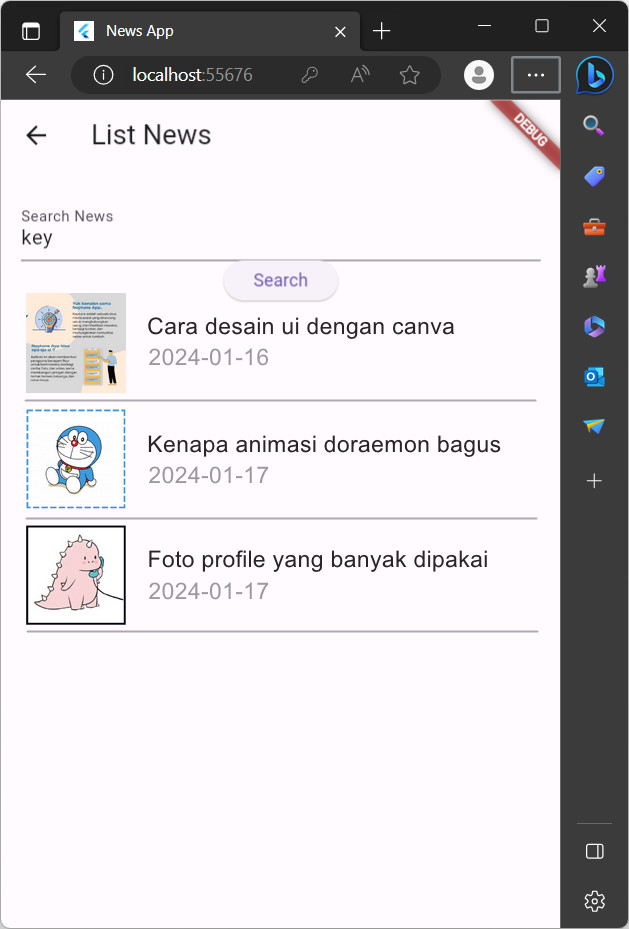 News App
localhost:55676
List News
DEBUG
Search News
key
Search
Cara desain ui dengan canva
2024-01-16
Kenapa animasi doraemon bagus
2024-01-17
Foto profile yang banyak dipakai
2024-01-17